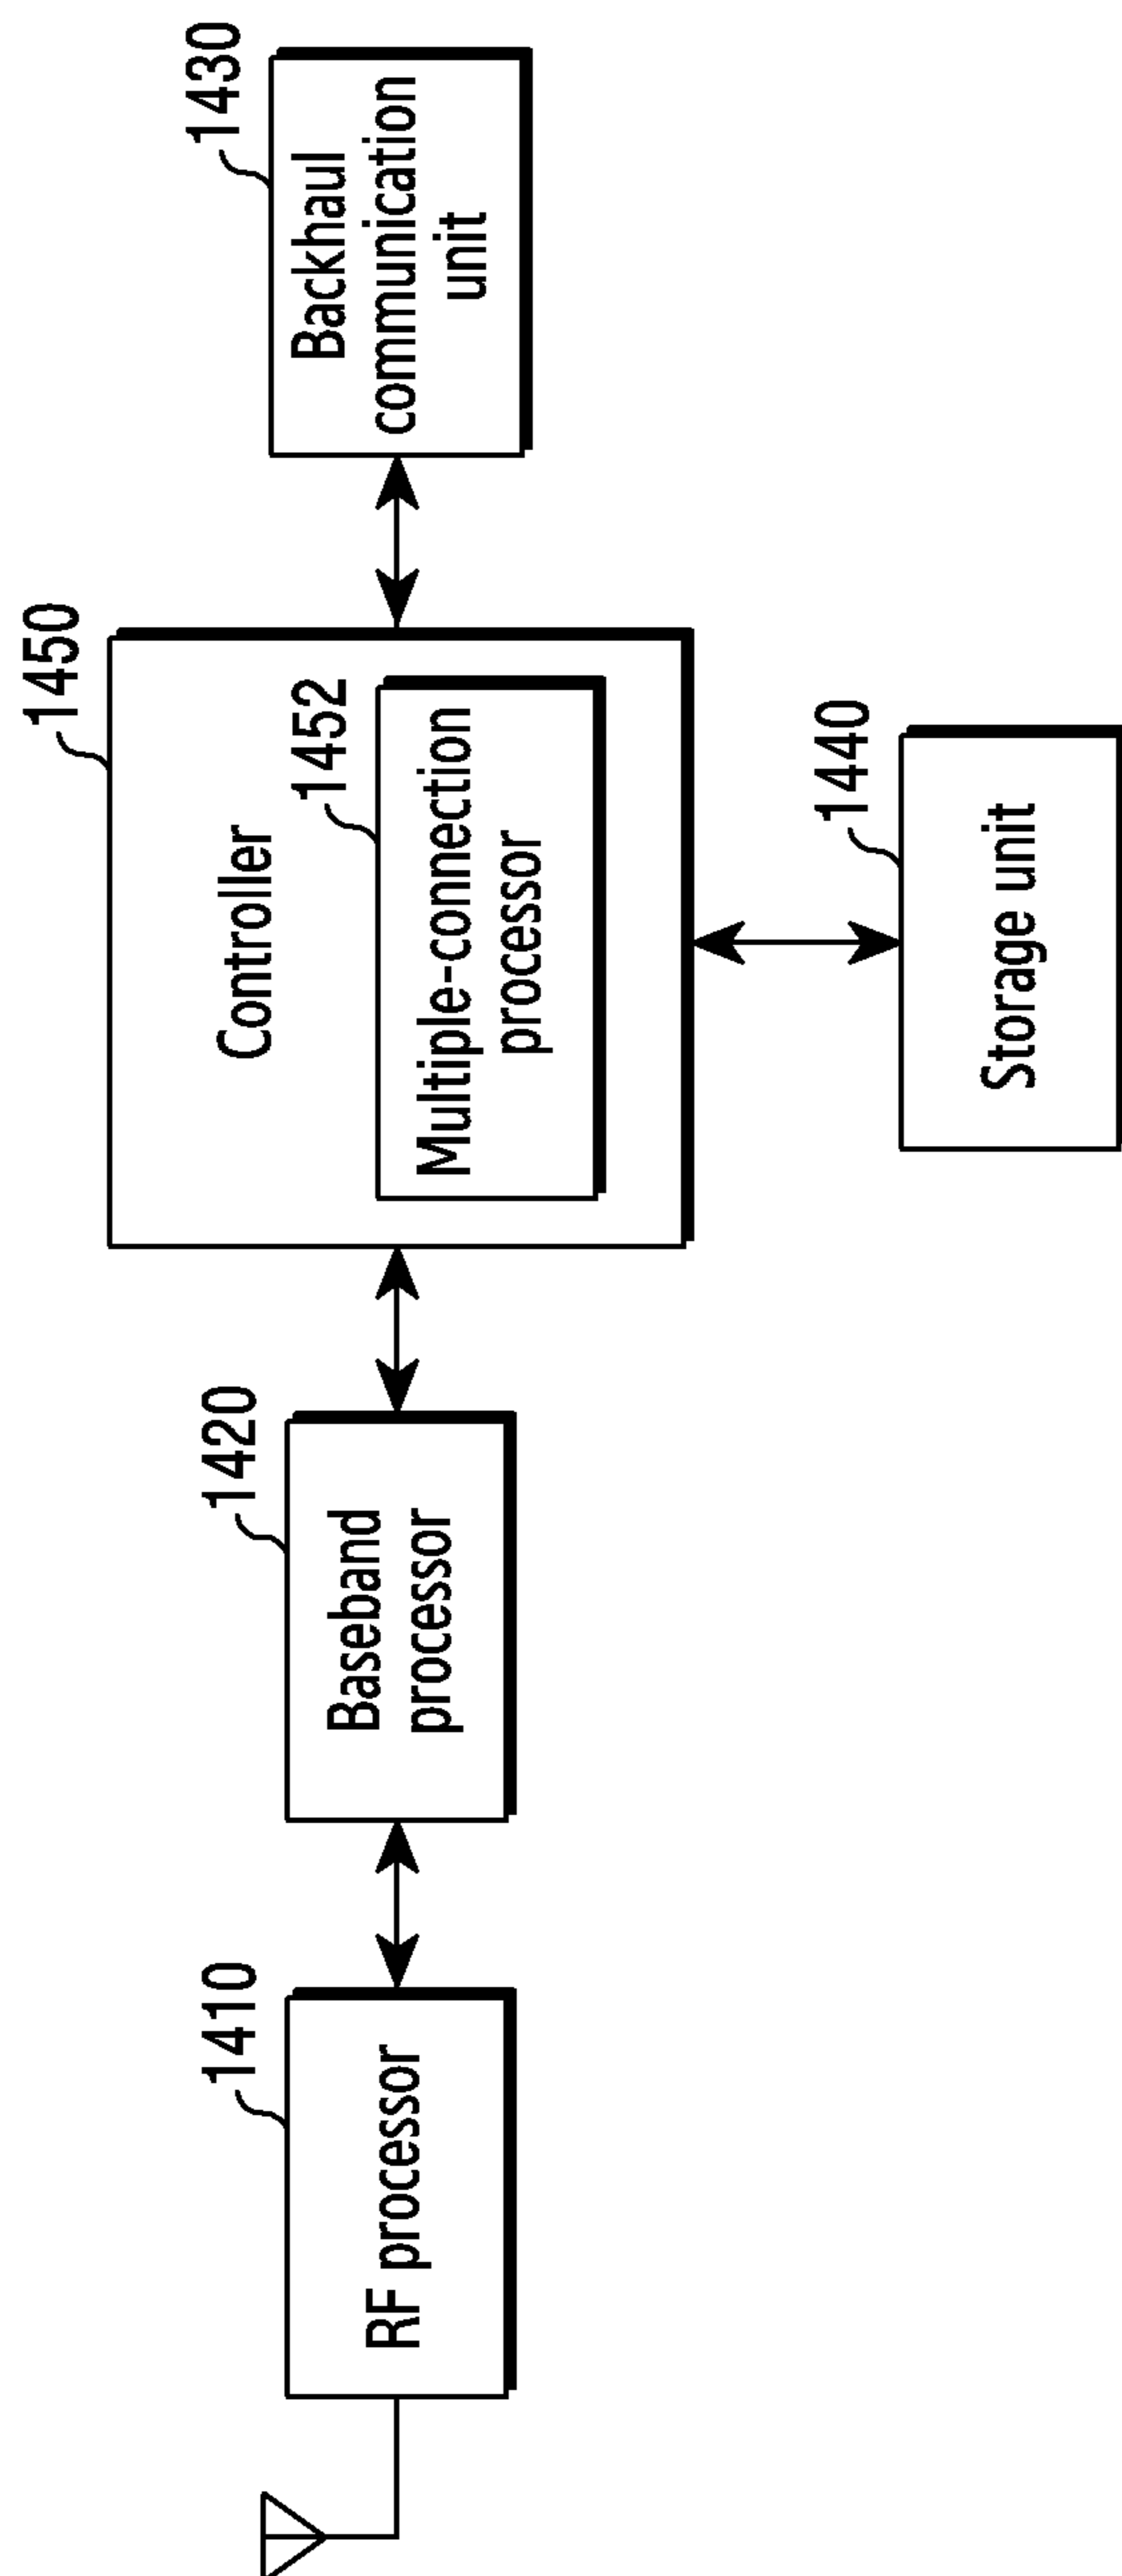 1410
RF processor
1420
Baseband
processor
1450
Controller
1452
Multiple-connection
processor
1430
Backhaul
communication
unit
1440
Storage unit